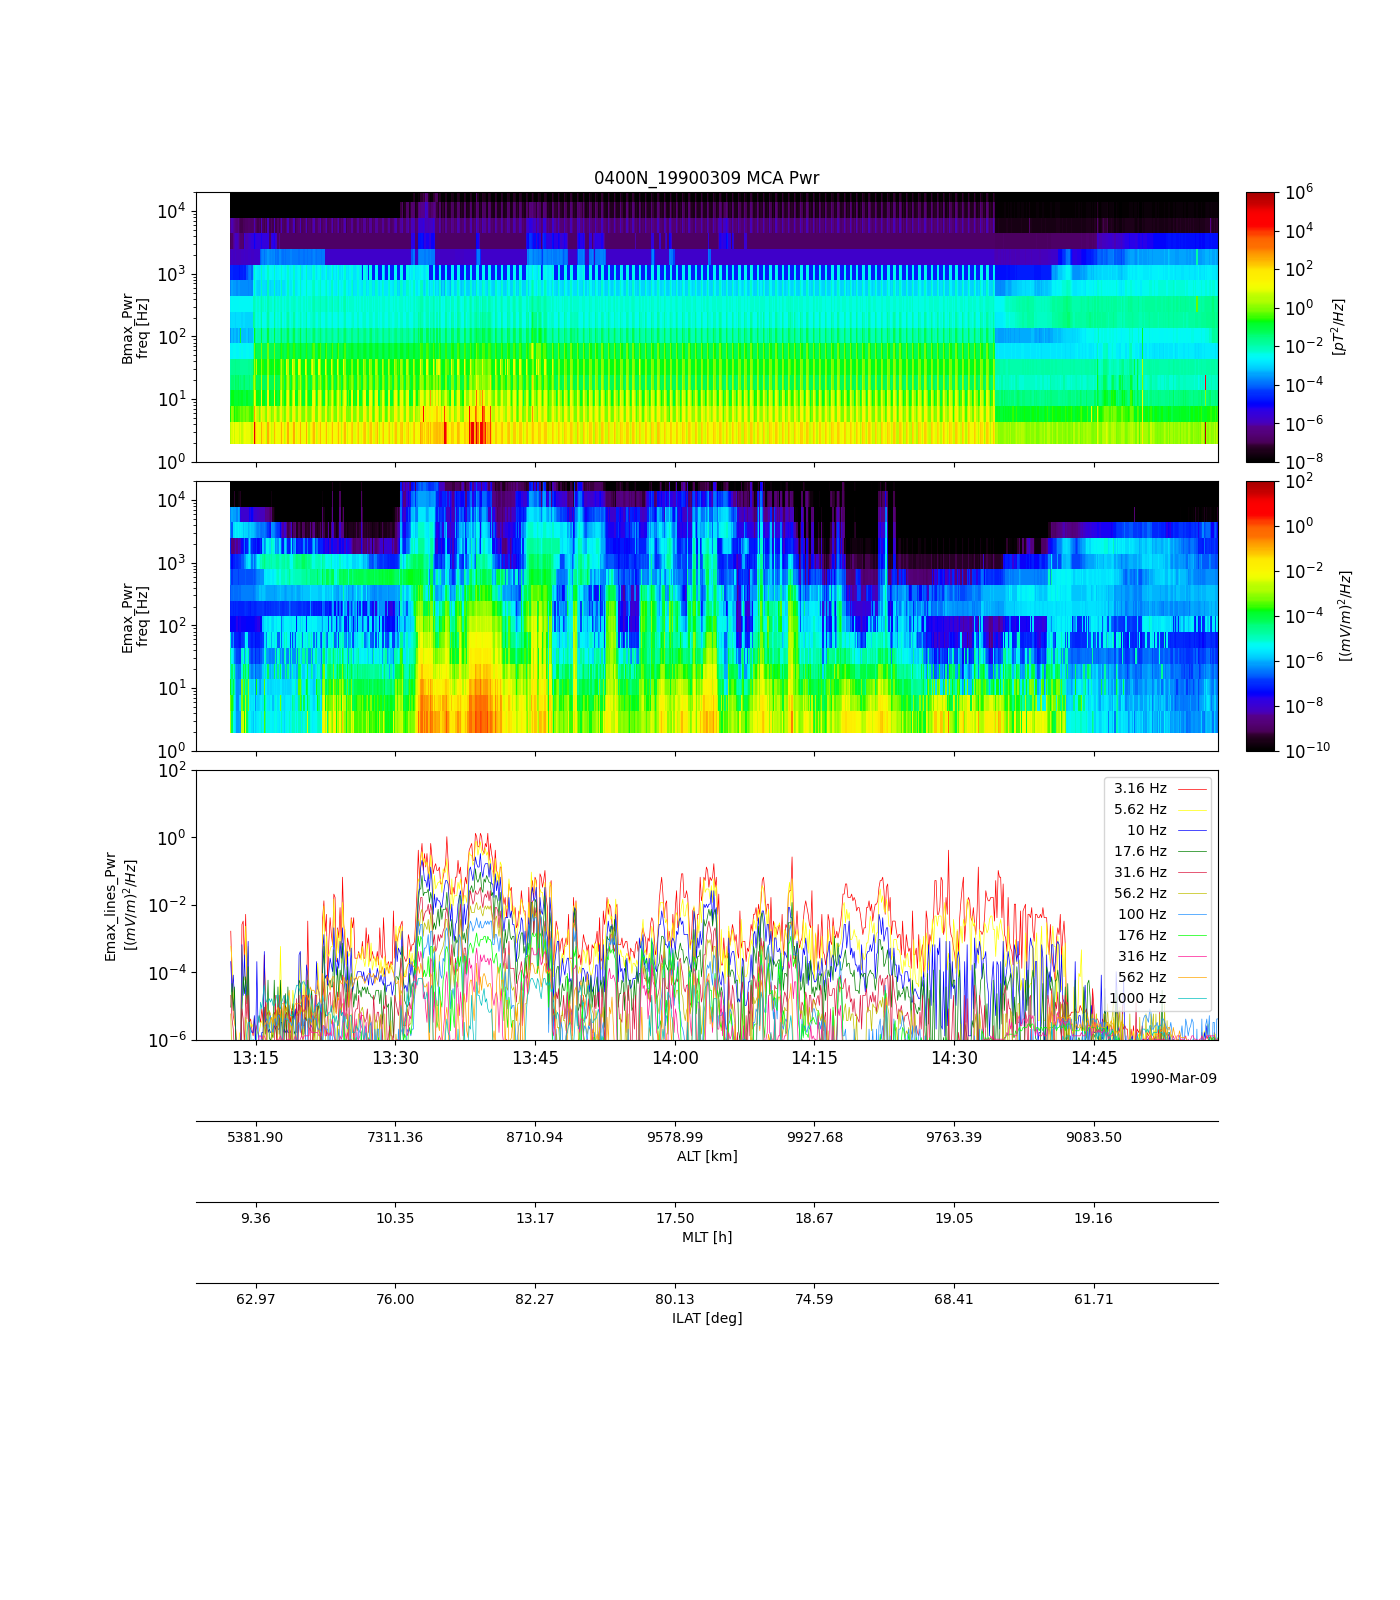 0400N_19900309 MCA Pwr
10^4
10^3
10^2
10^1
10^0
Bmax_Pwr
freq [Hz]
10^6
10^4
10^2
10^0
10^-2
10^-4
10^-6
10^-8
[pT^2/Hz]
10^4
10^3
10^2
10^1
10^0
Emax_Pwr
freq [Hz]
10^2
10^0
10^-2
10^-4
10^-6
10^-8
10^-10
[(mV/m)^2/Hz]
10^2
10^0
10^-2
10^-4
10^-6
Emax_lines_Pwr
[(mV/m)^2/Hz]
3.16 Hz
5.62 Hz
10 Hz
17.6 Hz
31.6 Hz
56.2 Hz
100 Hz
176 Hz
316 Hz
562 Hz
1000 Hz
13:15 13:30 13:45 14:00 14:15 14:30 14:45
1990-Mar-09
5381.90 7311.36 8710.94 9578.99 9927.68 9763.39 9083.50
ALT [km]
9.36 10.35 13.17 17.50 18.67 19.05 19.16
MLT [h]
62.97 76.00 82.27 80.13 74.59 68.41 61.71
ILAT [deg]